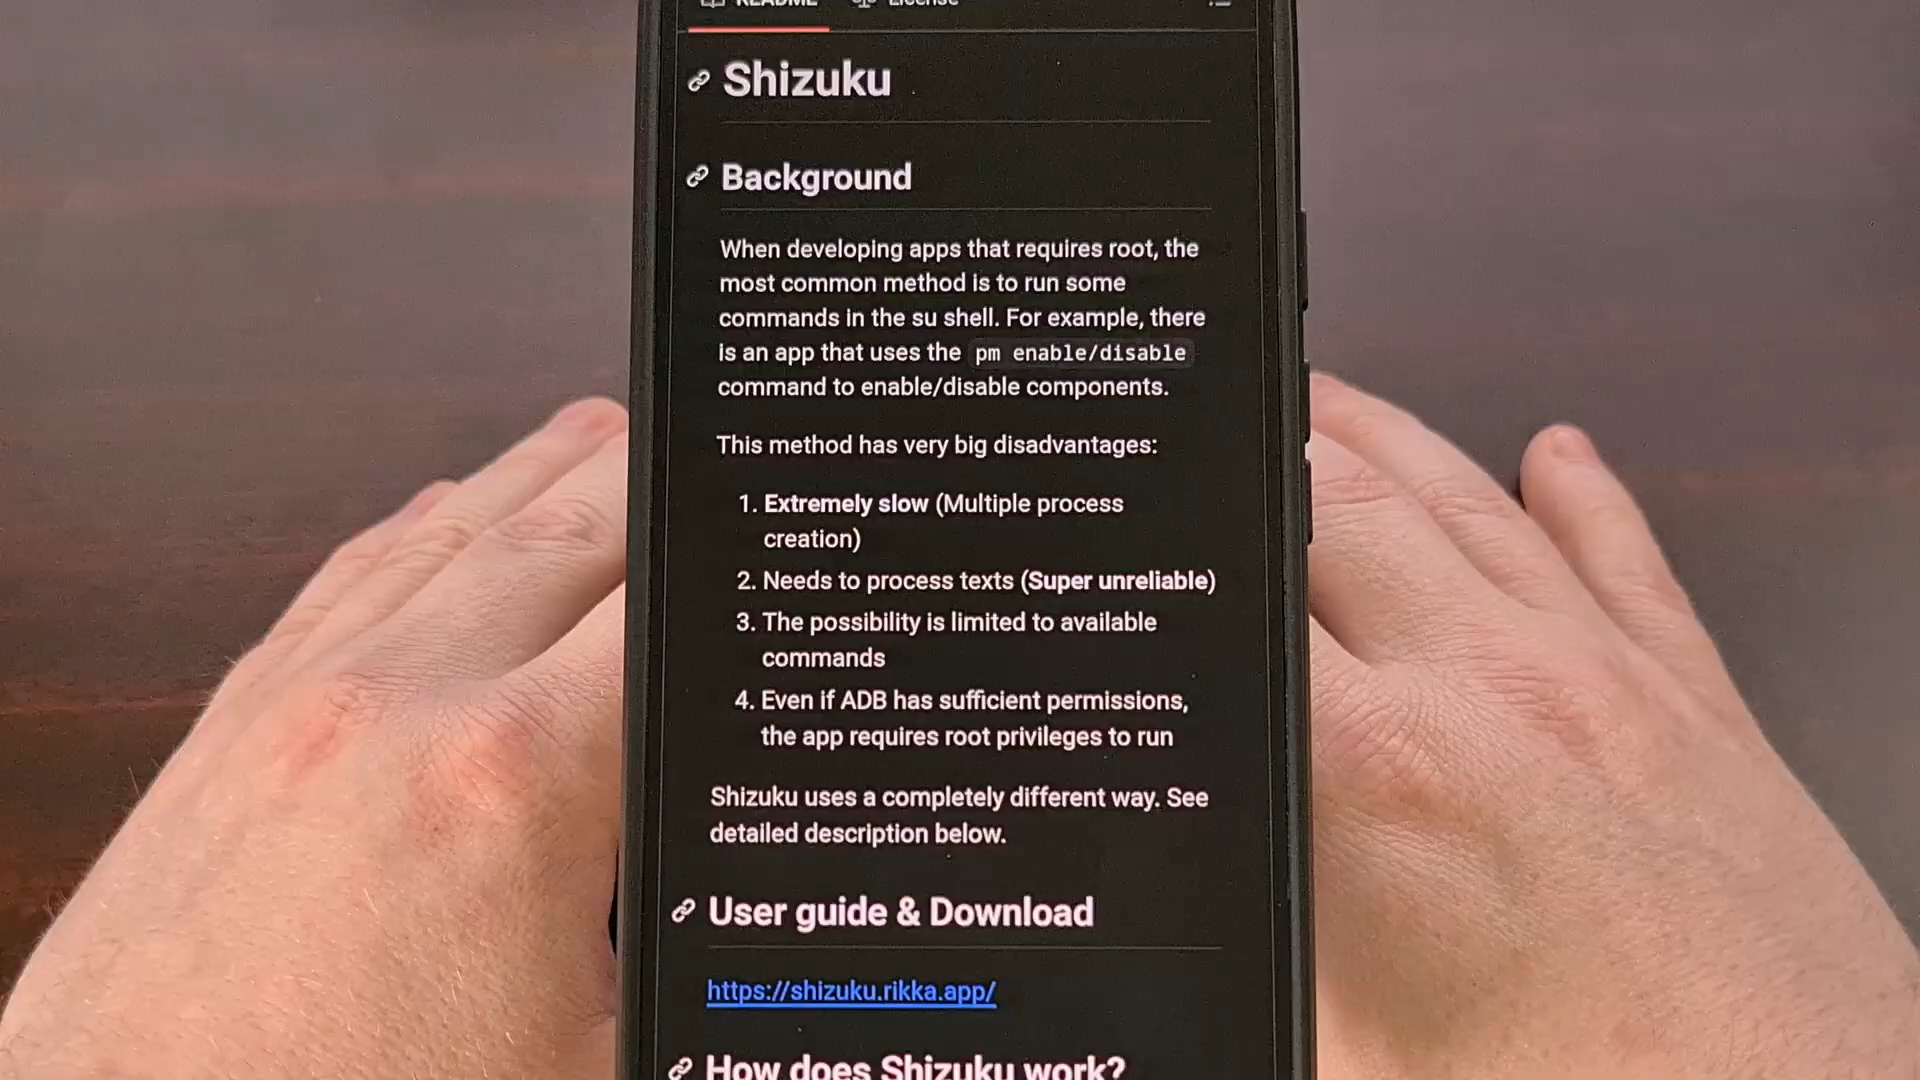 README License
Shizuku
Background
When developing apps that requires root, the
most common method is to run some
commands in the su shell. For example, there
is an app that uses the pm enable/disable
command to enable/disable components.
This method has very big disadvantages:
1. Extremely slow (Multiple process
creation)
2. Needs to process texts (Super unreliable)
3. The possibility is limited to available
commands
4. Even if ADB has sufficient permissions,
the app requires root privileges to run
Shizuku uses a completely different way. See
detailed description below.
User guide & Download
https://shizuku.rikka.app/
How does Shizuku work?